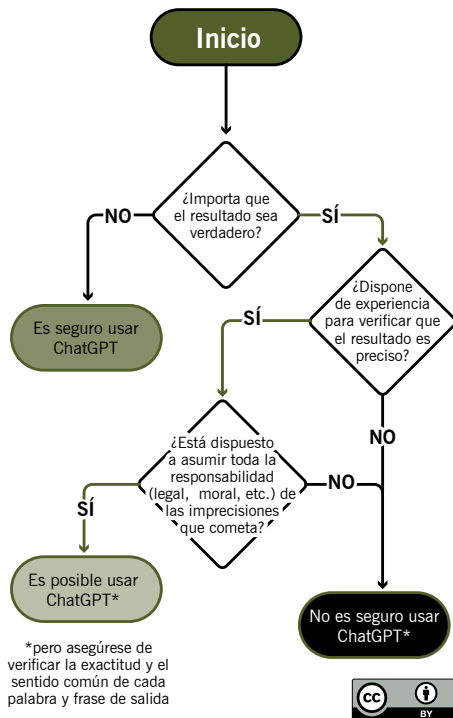 Inicio
¿Importa que
el resultado sea
verdadero?
NO
SÍ
Es seguro usar
ChatGPT
¿Dispone
de experiencia
para verificar que
el resultado es
preciso?
SÍ
NO
¿Está dispuesto
a asumir toda la
responsabilidad
(legal, moral, etc.) de
las imprecisiones
que cometa?
NO
SÍ
Es posible usar
ChatGPT*
No es seguro usar
ChatGPT*
*pero asegúrese de
verificar la exactitud y el
sentido común de cada
palabra y frase de salida
cc
BY